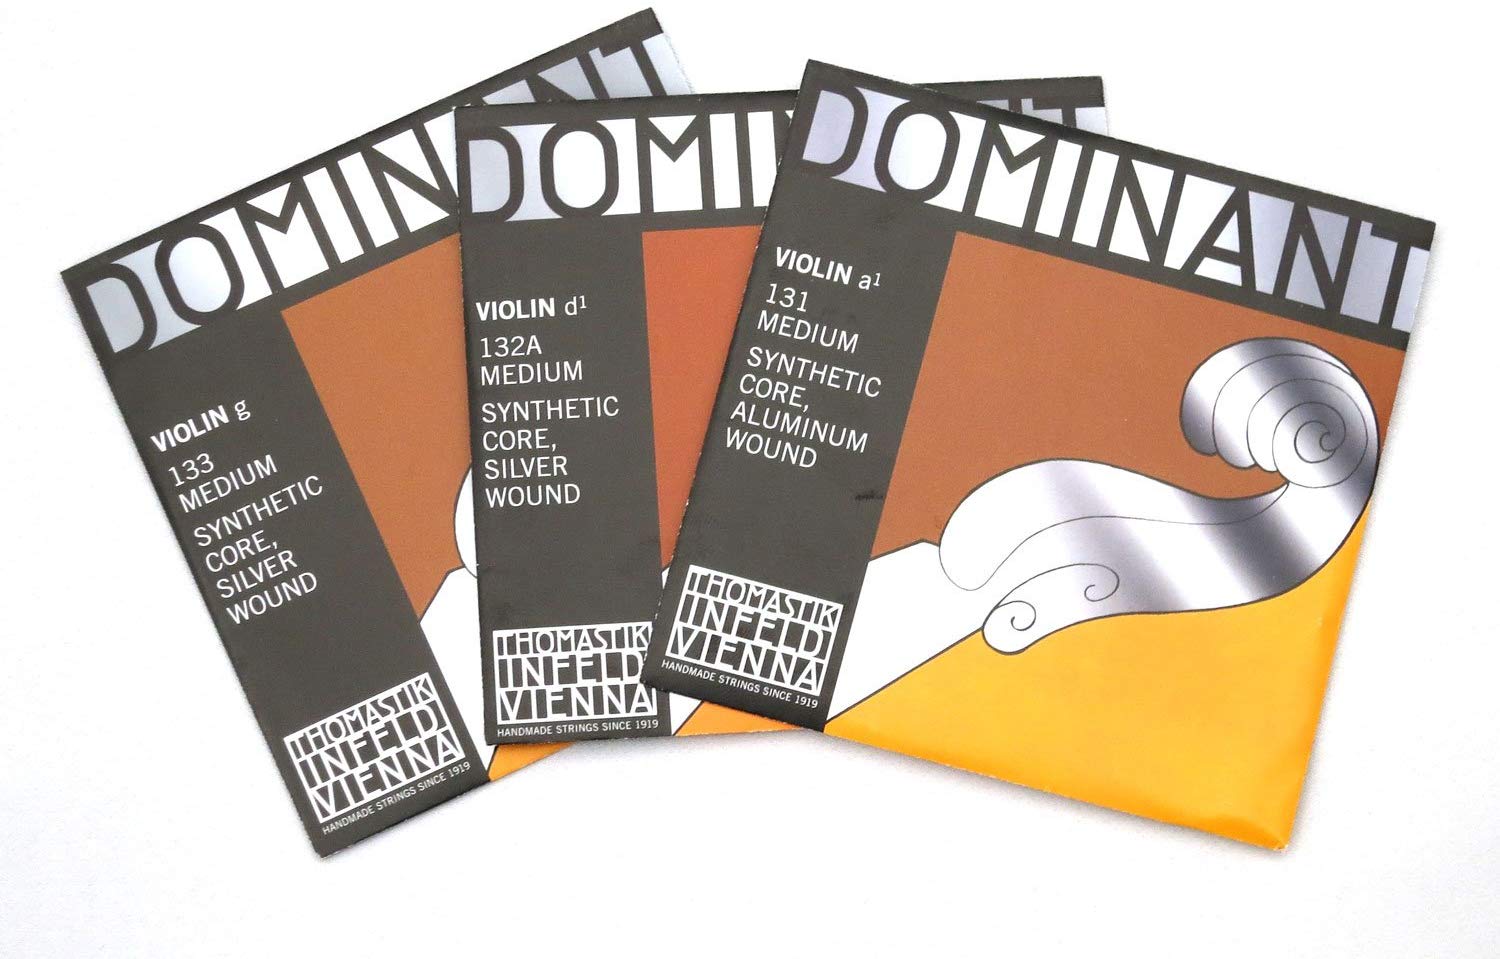 DOMINANT
VIOLIN g
133
MEDIUM
SYNTHETIC
CORE,
SILVER
WOUND
THOMASTIK
INFELD
VIENNA
HANDMADE STRINGS SINCE 1919
VIOLIN d¹
132A
MEDIUM
SYNTHETIC
CORE,
SILVER
WOUND
THOMASTIK
INFELD
VIENNA
HANDMADE STRINGS SINCE 1919
DOMINANT
VIOLIN a¹
131
MEDIUM
SYNTHETIC
CORE,
ALUMINUM
WOUND
THOMASTIK
INFELD
VIENNA
HANDMADE STRINGS SINCE 1919